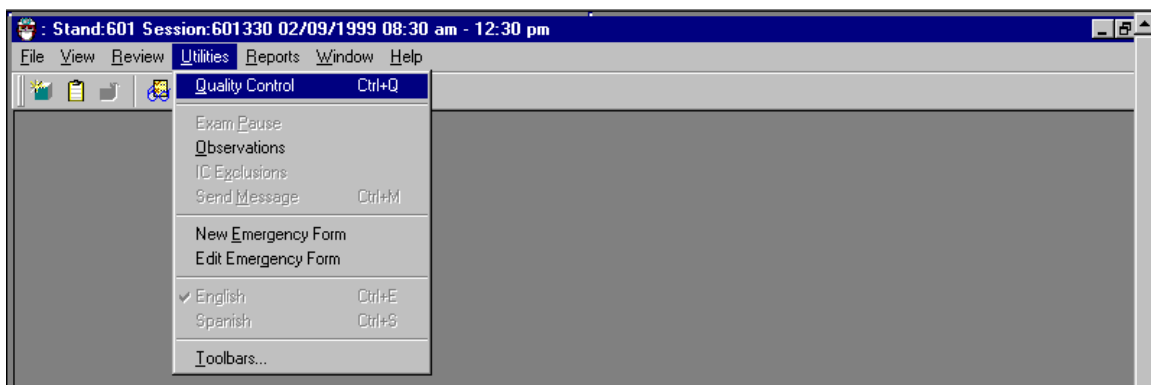 : Stand:601 Session:601330 02/09/1999 08:30 am - 12:30 pm
File View Review Utilities Reports Window Help
Quality Control Ctrl+Q
Exam Pause
Observations
IC Exclusions
Send Message Ctrl+M
New Emergency Form
Edit Emergency Form
English Ctrl+E
Spanish Ctrl+S
Toolbars...